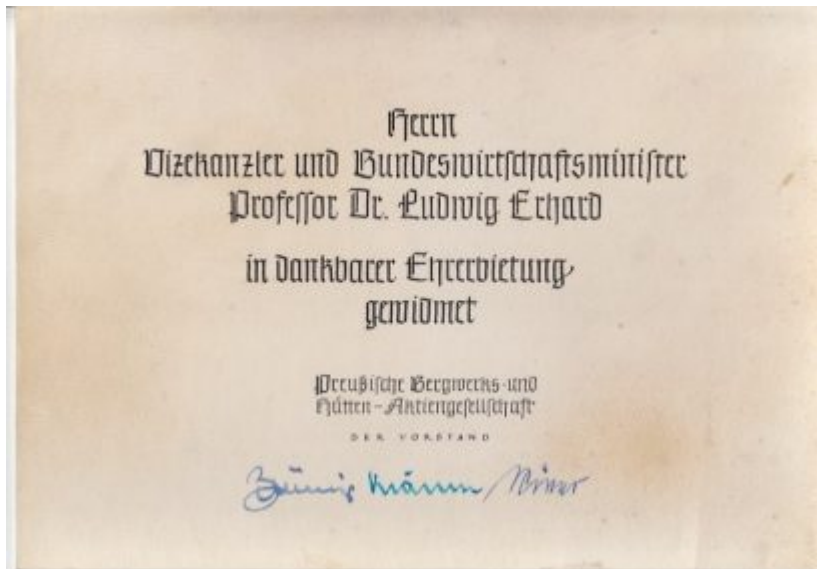 Herrn
Vizekanzler und Bundeswirtschaftsminister
Professor Dr. Ludwig Erhard
in dankbarer Ehrerbietung
gewidmet
Preußische Bergwerks- und
Hütten-Aktiengesellschaft
DER VORSTAND